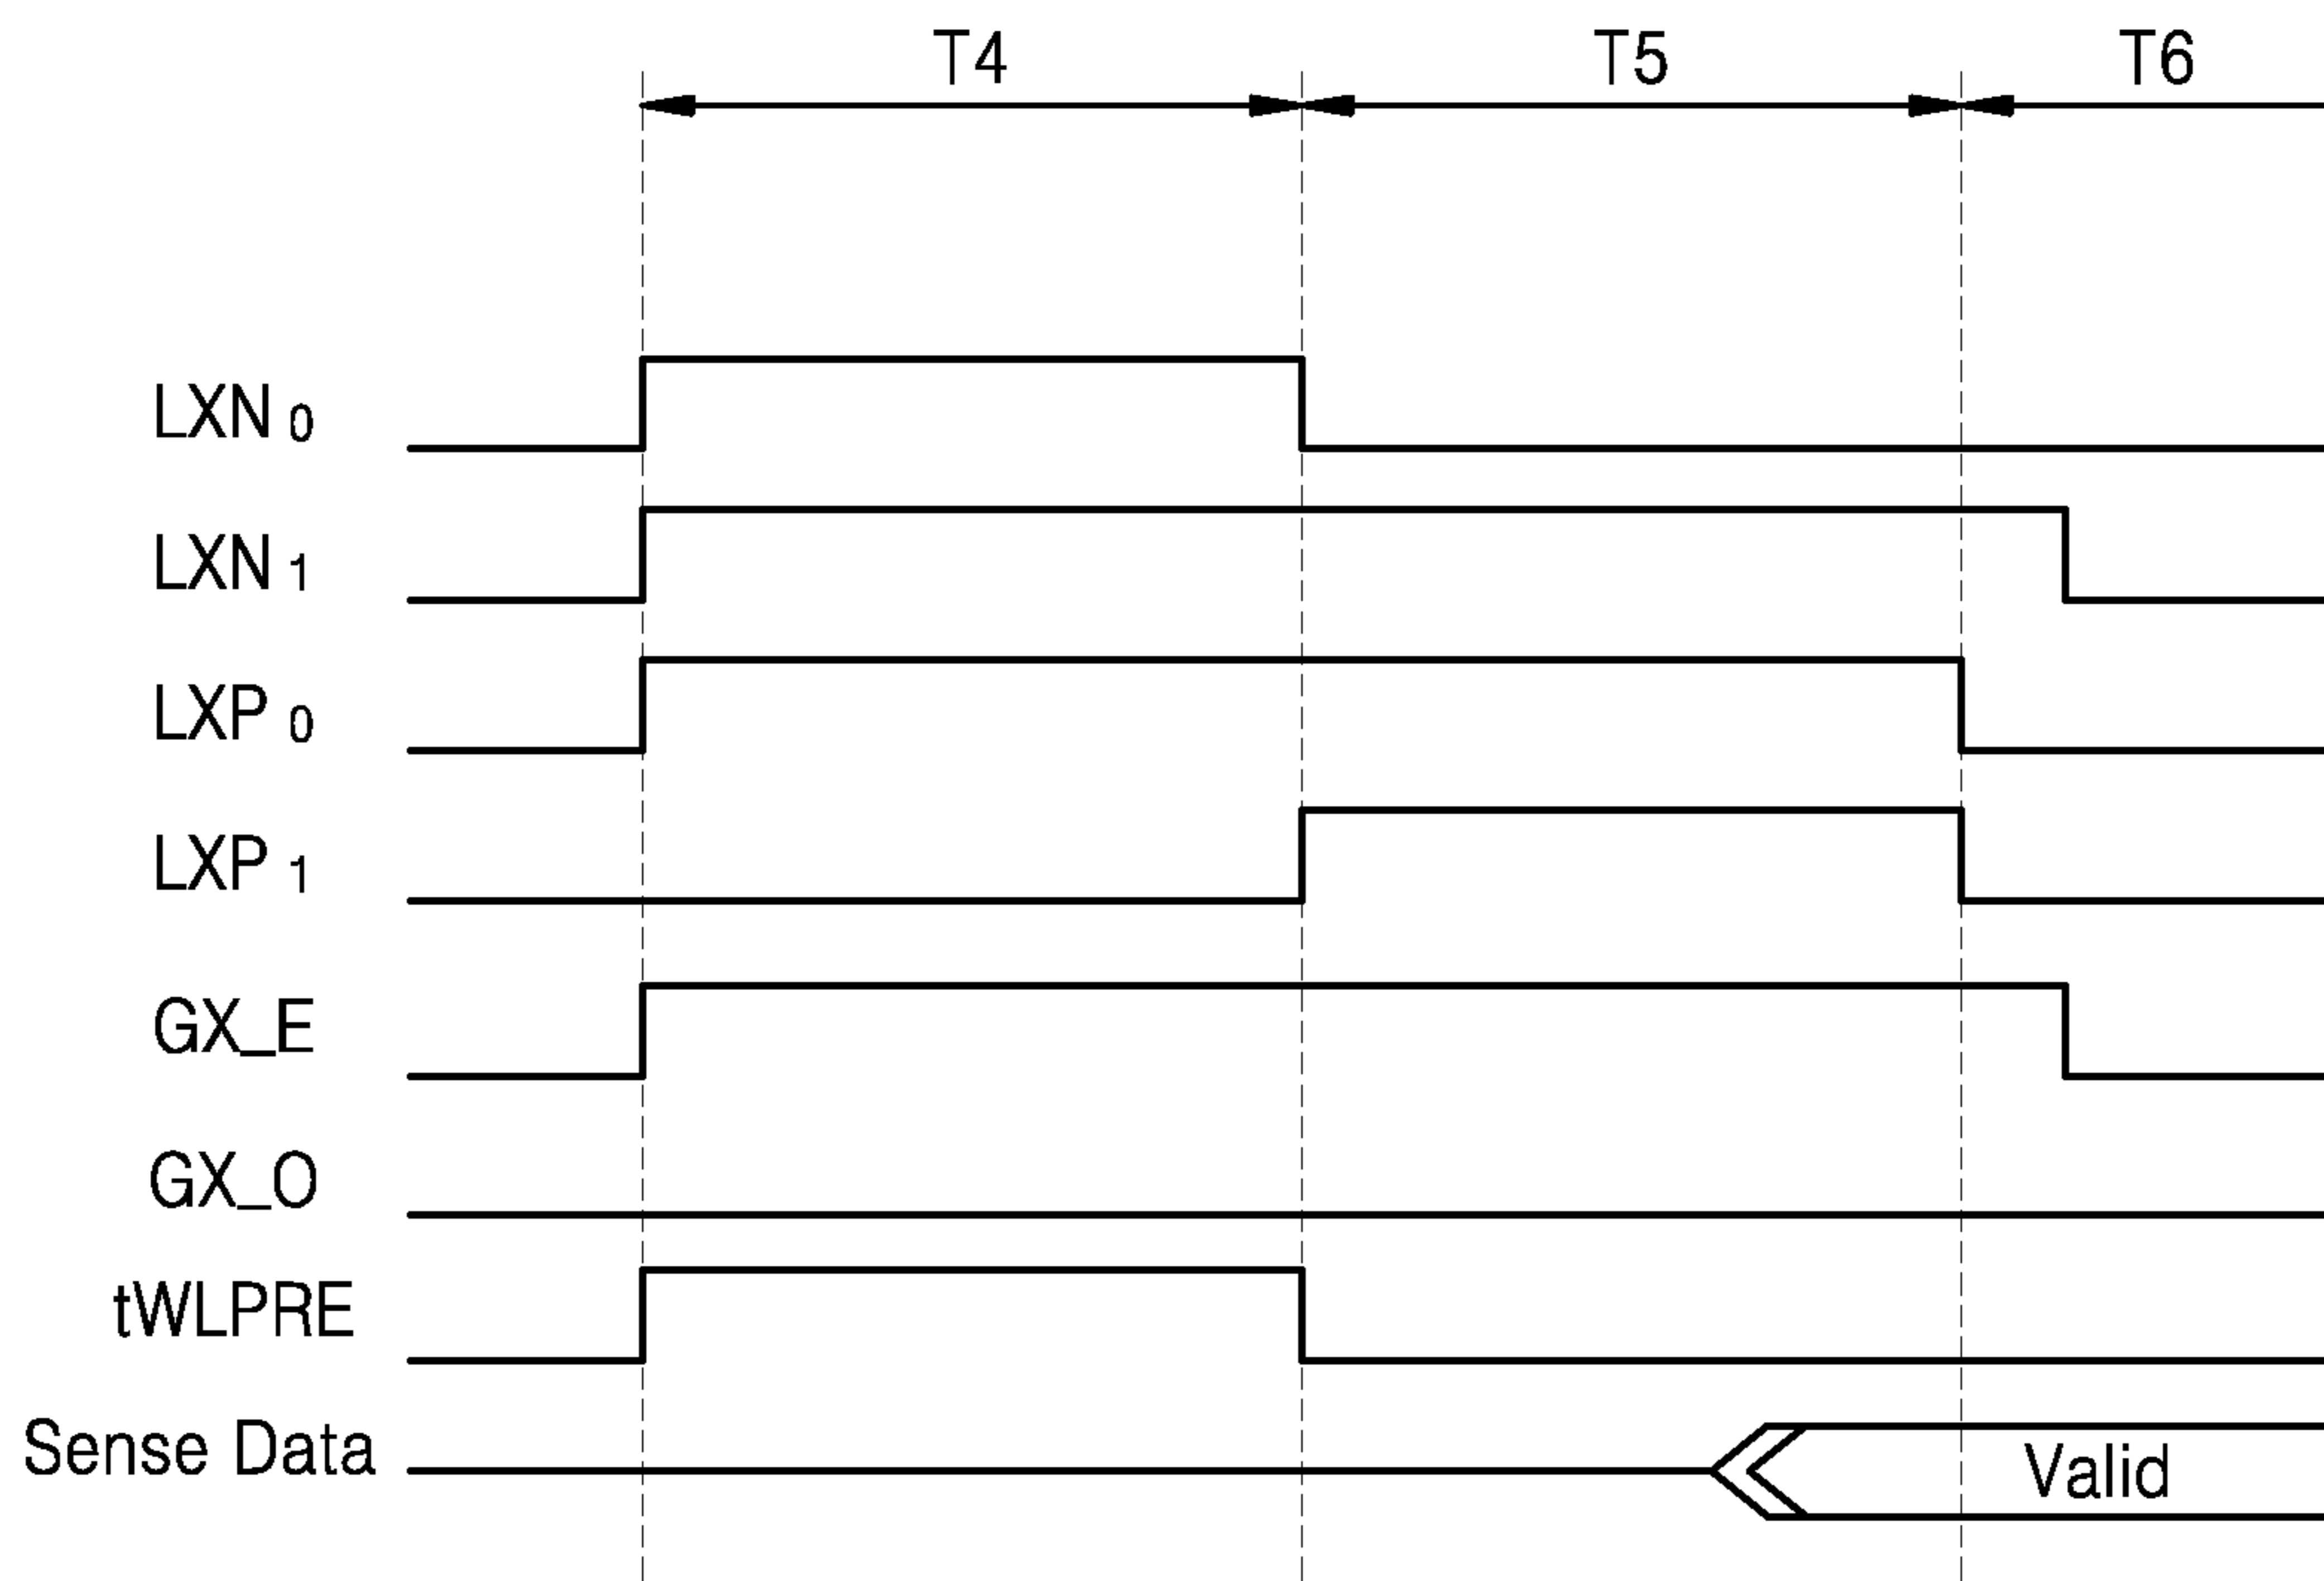 T4 T5 T6
LXN 0
LXN 1
LXP 0
LXP 1
GX_E
GX_O
tWLPRE
Sense Data Valid